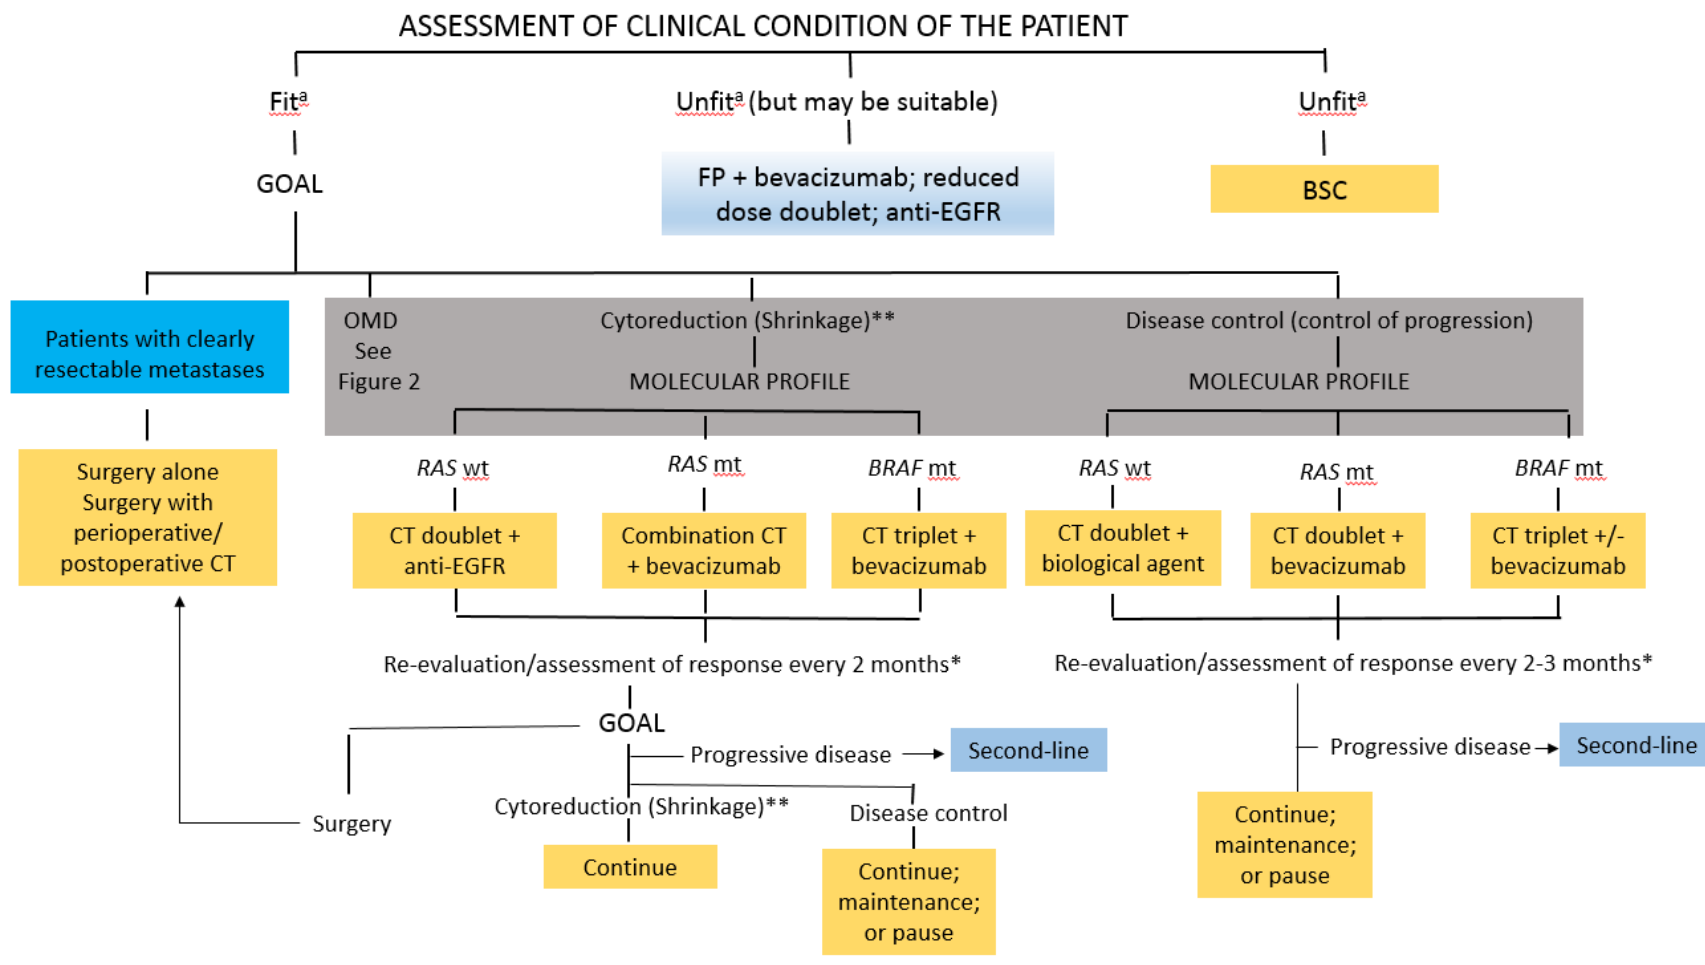 ASSESSMENT OF CLINICAL CONDITION OF THE PATIENT
Fitª
Unfitª (but may be suitable)
Unfitª
GOAL
FP + bevacizumab; reduced
dose doublet; anti-EGFR
BSC
Patients with clearly
resectable metastases
OMD
See
Figure 2
Cytoreduction (Shrinkage)**
MOLECULAR PROFILE
Disease control (control of progression)
MOLECULAR PROFILE
Surgery alone
Surgery with
perioperative/
postoperative CT
RAS wt
RAS mt
BRAF mt
RAS wt
RAS mt
BRAF mt
CT doublet +
anti-EGFR
Combination CT
+ bevacizumab
CT triplet +
bevacizumab
CT doublet +
biological agent
CT doublet +
bevacizumab
CT triplet +/-
bevacizumab
Re-evaluation/assessment of response every 2 months*
Re-evaluation/assessment of response every 2-3 months*
GOAL
Progressive disease
Second-line
Progressive disease
Second-line
Surgery
Cytoreduction (Shrinkage)**
Disease control
Continue
Continue;
maintenance;
or pause
Continue;
maintenance;
or pause